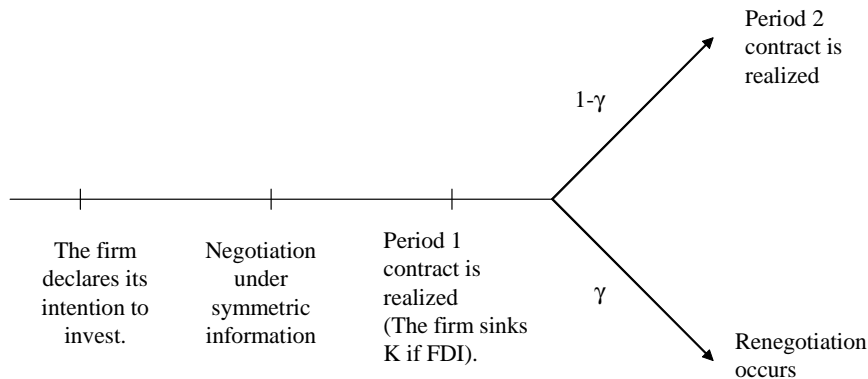 Period 2
contract is
realized
1-γ
The firm
declares its
intention to
invest.
Negotiation
under
symmetric
information
Period 1
contract is
realized
(The firm sinks
K if FDI).
γ
Renegotiation
occurs